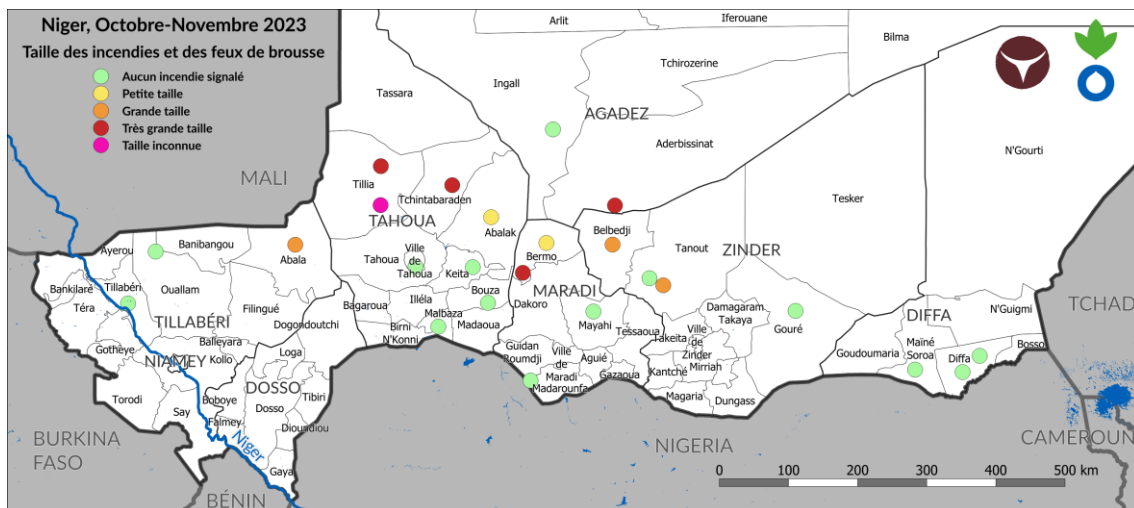 Niger, Octobre-Novembre 2023
Taille des incendies et des feux de brousse
Aucun incendie signalé
Petite taille
Grande taille
Très grande taille
Taille inconnue
Arlit
Iferouane
Bilma
Tchirozerine
Ingall
Tassara
AGADEZ
Aderbissinat
N'Gourti
MALI
Tillia
Tchintabaraden
Tesker
TAHOUA
Abalak
Belbedji
Tanout
ZINDER
Ayerou
Banibangou
Abala
Tahoua
Ville
de
Tahoua
Keita
Bermo
Bankilaré
Tillabéri
Ouallam
Téra
Filingué
Bagaroua
Illéla
Bouza
Malbaza
Madaoua
Birni
N'Konni
Dakoro
MARADI
Mayahi
Tessaoua
Damagaram
Takaya
Gouré
N'Guigmi
TCHAD
TILLABÉRI
Dogondoutchi
Balleyara
Gotheye
NIAMEY
Kollo
Loga
Guidan
Roumdji
Ville
de
Maradi
Madarounfa
Aguié
Gazaoua
Takeita
Ville
de
Zinder
Mirriah
Kantché
Magaria
Dungass
DIFFA
Goudoumaria
Maïné
Soroa
Diffa
Bosso
Torodi
Say
Boboye
DOSSO
Tibiri
Dosso
Falmey
Dioundiou
Gaya
Niger
BURKINA
FASO
BÉNIN
NIGERIA
CAMEROUN
0 100 200 300 400 500 km